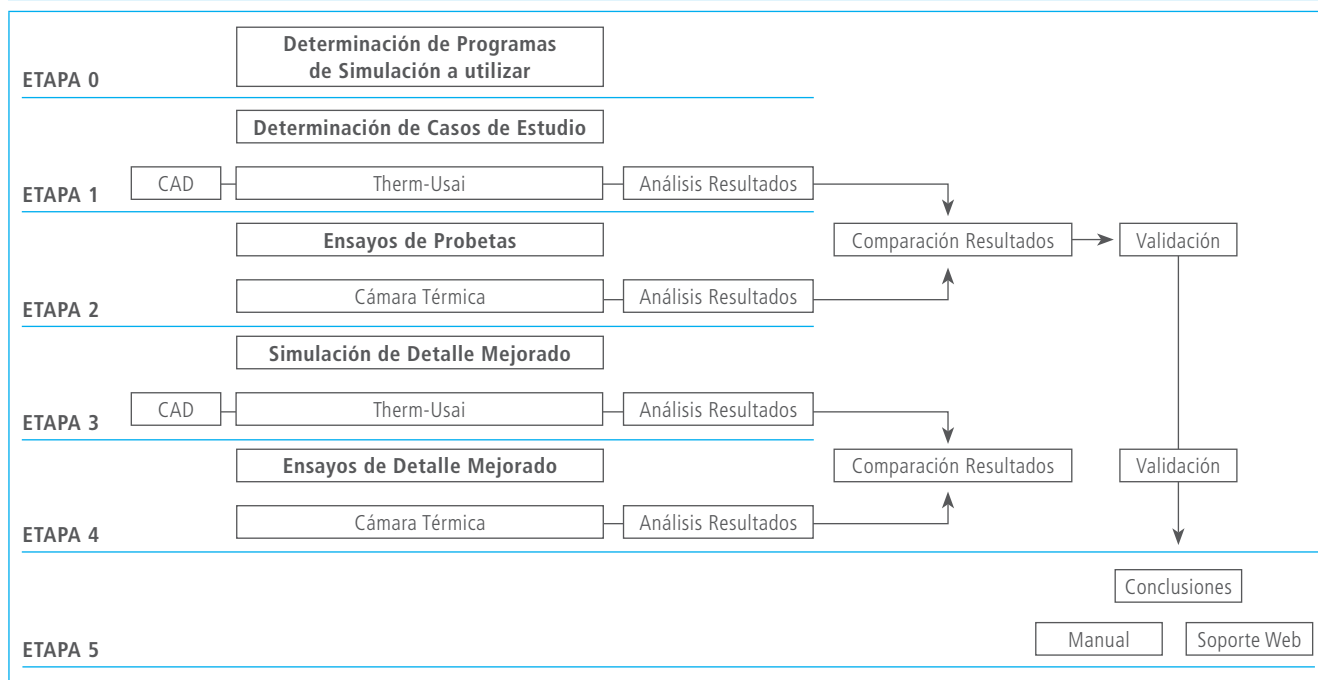 Determinación de Programas
de Simulación a utilizar
ETAPA 0
Determinación de Casos de Estudio
CAD
Therm-Usai
Análisis Resultados
ETAPA 1
Ensayos de Probetas
Comparación Resultados
Validación
Cámara Térmica
Análisis Resultados
ETAPA 2
Simulación de Detalle Mejorado
CAD
Therm-Usai
Análisis Resultados
ETAPA 3
Ensayos de Detalle Mejorado
Comparación Resultados
Validación
Cámara Térmica
Análisis Resultados
ETAPA 4
Conclusiones
Manual
Soporte Web
ETAPA 5